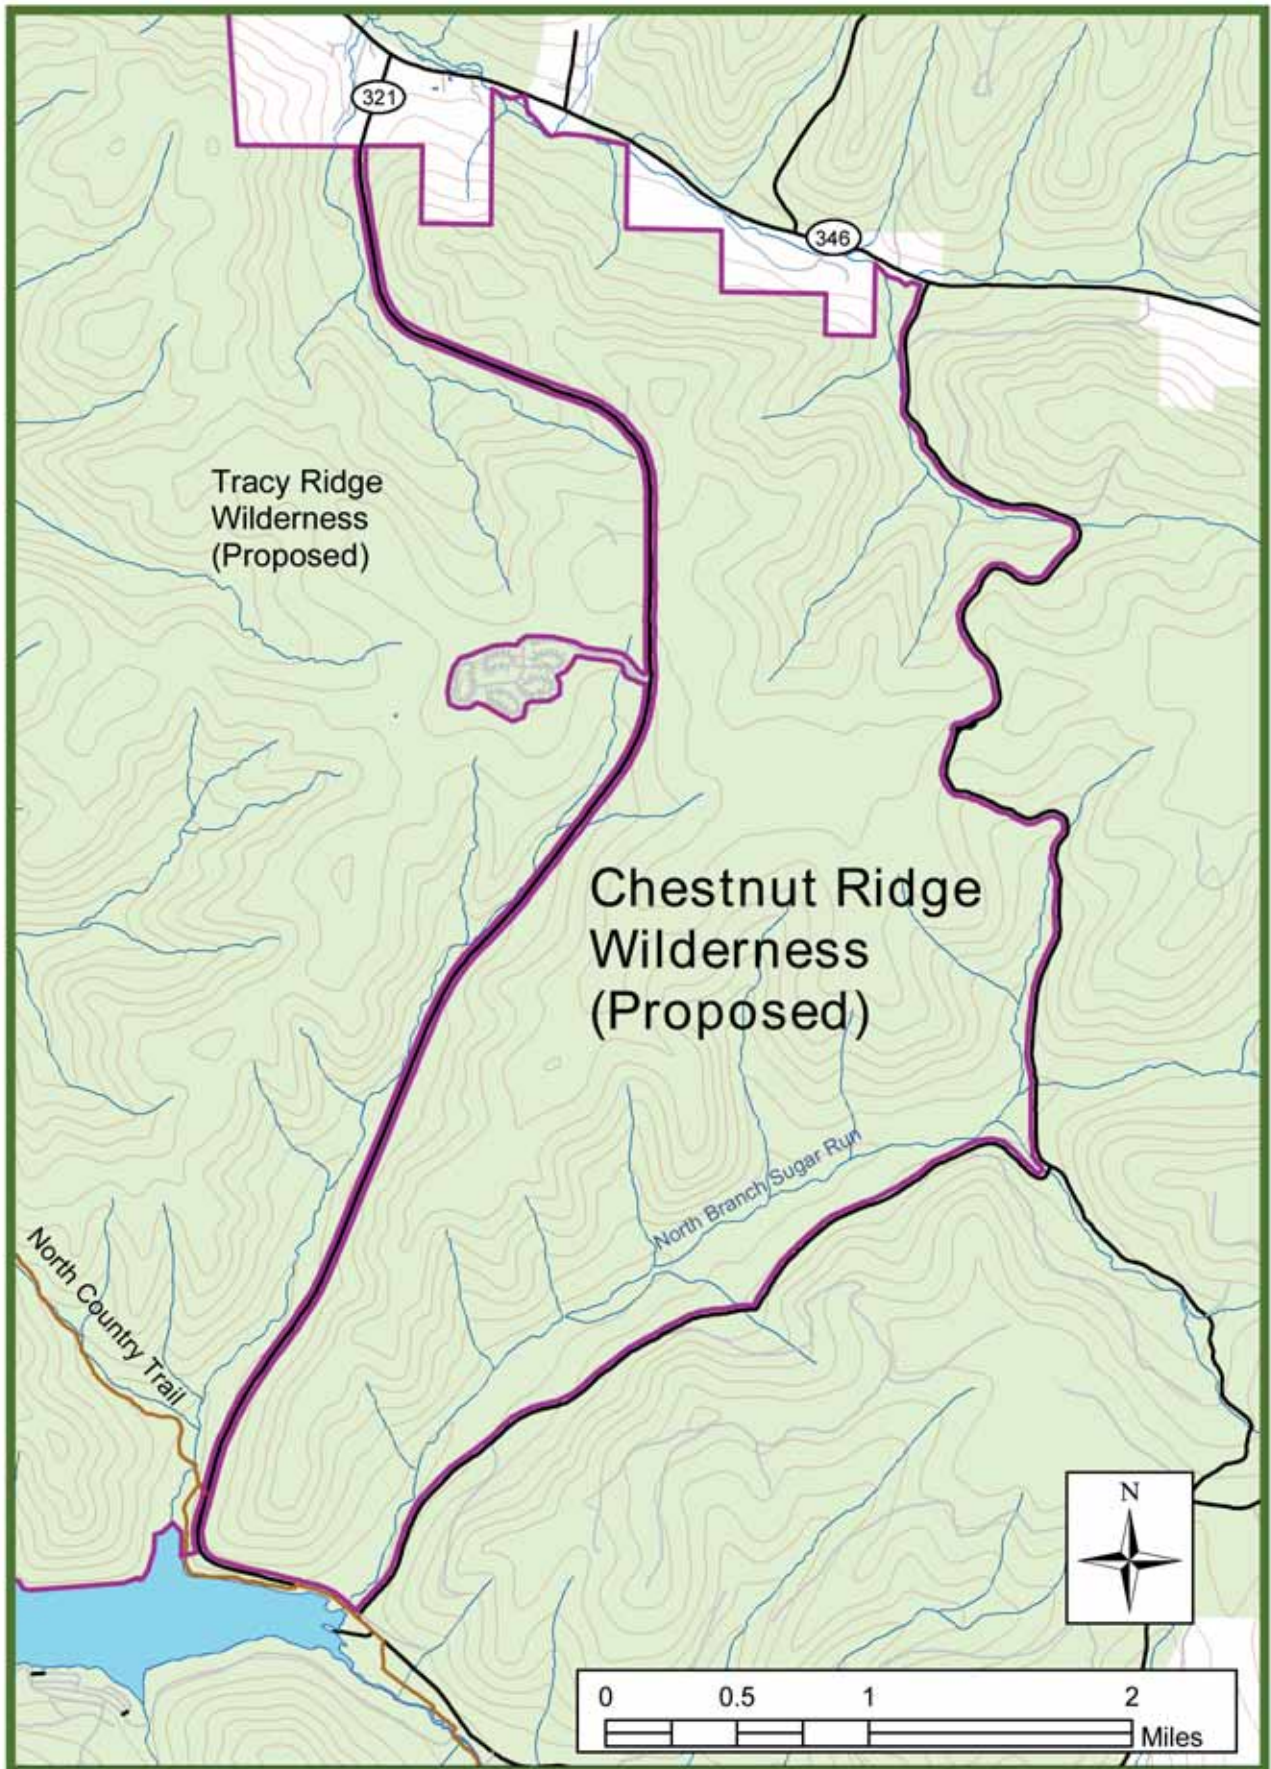 321
346
Tracy Ridge
Wilderness
(Proposed)
Chestnut Ridge
Wilderness
(Proposed)
North Branch Sugar Run
North Country Trail
N
0 0.5 1 2
Miles